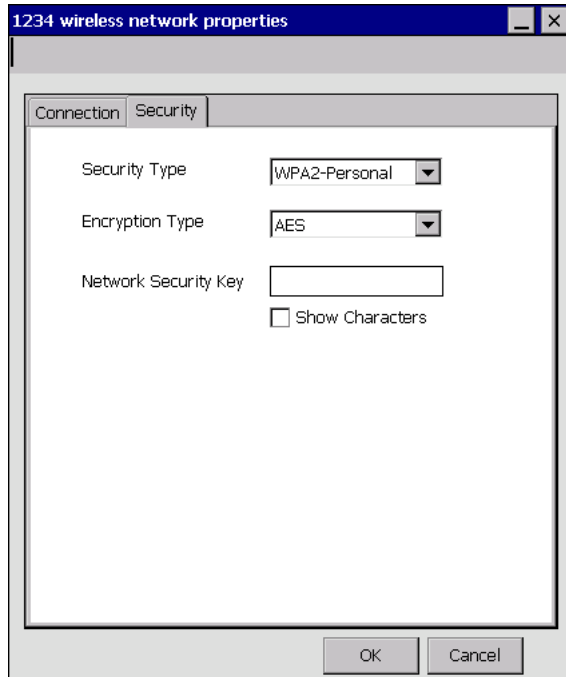 1234 wireless network properties
Connection Security
Security Type WPA2-Personal
Encryption Type AES
Network Security Key
Show Characters
OK Cancel